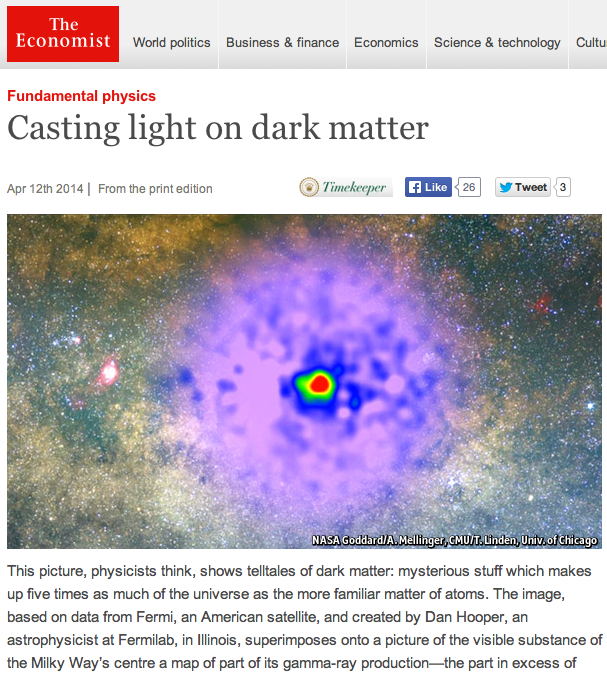 The
Economist
World politics
Business & finance
Economics
Science & technology
Cultu
Fundamental physics
Casting light on dark matter
Apr 12th 2014 | From the print edition
Timekeeper
Like
26
Tweet
3
NASA Goddard/A. Mellinger, CMU/T. Linden, Univ. of Chicago
This picture, physicists think, shows telltales of dark matter: mysterious stuff which makes
up five times as much of the universe as the more familiar matter of atoms. The image,
based on data from Fermi, an American satellite, and created by Dan Hooper, an
astrophysicist at Fermilab, in Illinois, superimposes onto a picture of the visible substance of
the Milky Way's centre a map of part of its gamma-ray production—the part in excess of